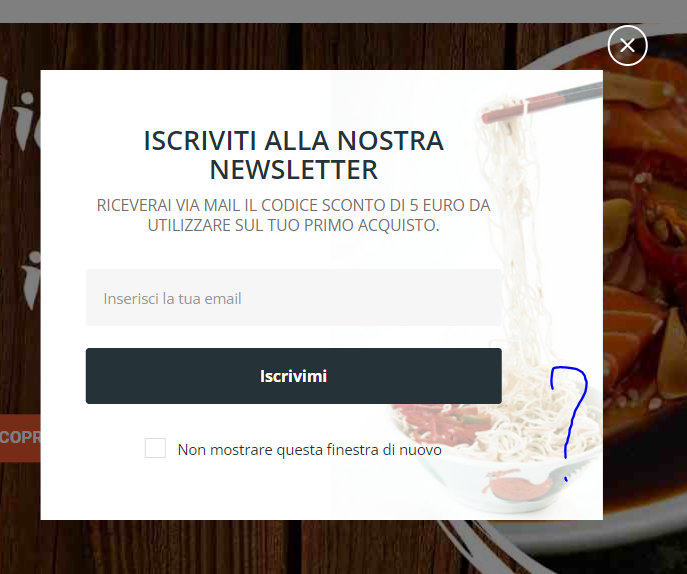 ISCRIVITI ALLA NOSTRA
NEWSLETTER
RICEVERAI VIA MAIL IL CODICE SCONTO DI 5 EURO DA
UTILIZZARE SUL TUO PRIMO ACQUISTO.
Inserisci la tua email
Iscrivimi
Non mostrare questa finestra di nuovo
?